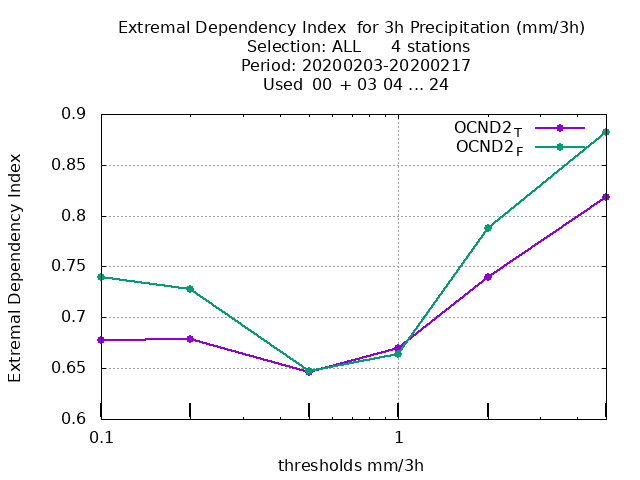 Extremal Dependency Index  for 3h Precipitation (mm/3h)
Selection: ALL      4 stations
Period: 20200203-20200217
Used  00 + 03 04 ... 24
OCND2T
OCND2F
0.9
0.85
0.8
0.75
0.7
0.65
0.6
Extremal Dependency Index
0.1
1
thresholds mm/3h